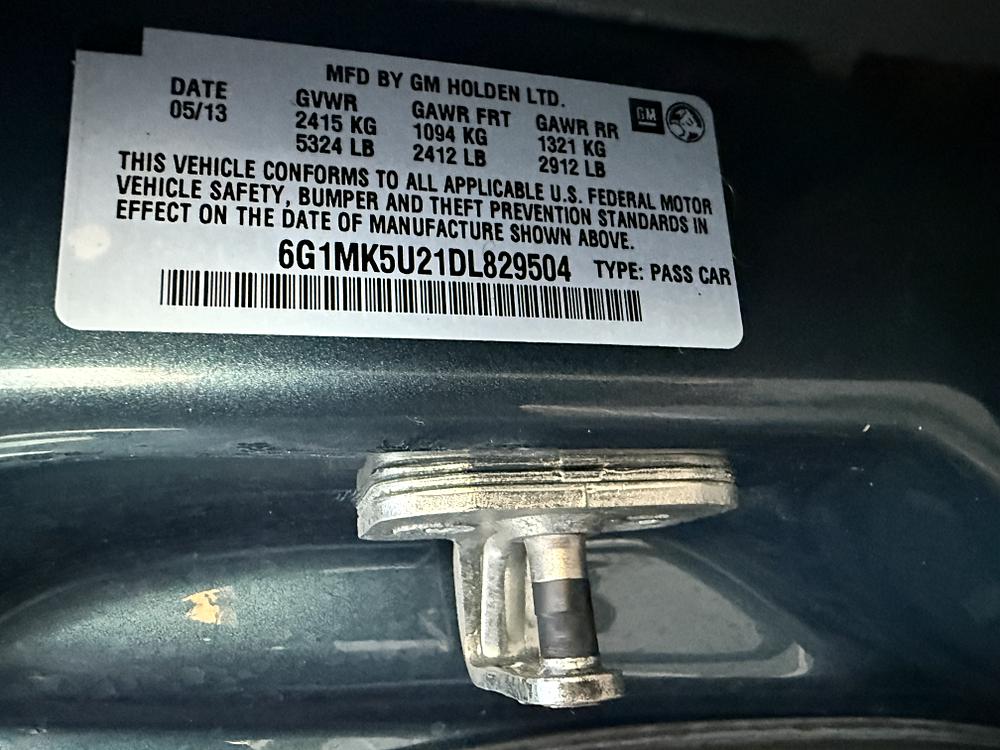 MFD BY GM HOLDEN LTD.
DATE GVWR GAWR FRT GAWR RR GM
05/13 2415 KG 1094 KG 1321 KG
5324 LB 2412 LB 2912 LB
THIS VEHICLE CONFORMS TO ALL APPLICABLE U.S. FEDERAL MOTOR
VEHICLE SAFETY, BUMPER AND THEFT PREVENTION STANDARDS IN
EFFECT ON THE DATE OF MANUFACTURE SHOWN ABOVE.
6G1MK5U21DL829504 TYPE: PASS CAR